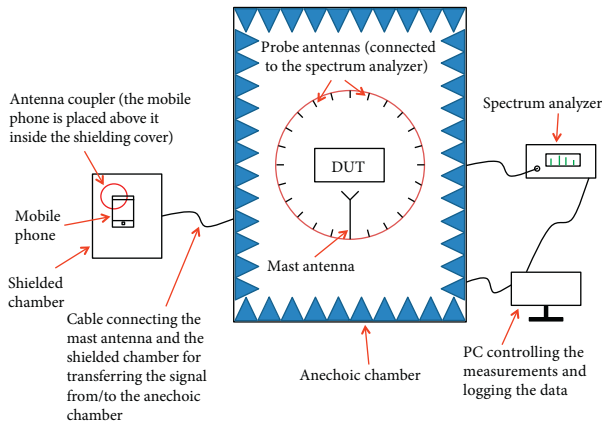 Probe antennas (connected
to the spectrum analyzer)
Antenna coupler (the mobile
phone is placed above it
inside the shielding cover)
Spectrum analyzer
DUT
Mobile
phone
Mast antenna
Shielded
chamber
Cable connecting the
mast antenna and the
shielded chamber for
transferring the signal
from/to the anechoic
chamber
Anechoic chamber
PC controlling the
measurements and
logging the data